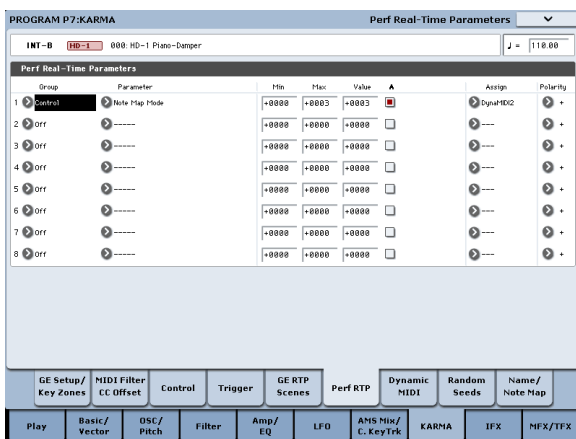 PROGRAM P7:KARMA Perf Real-Time Parameters
INT-B HD-1 000: HD-1 Piano-Damper ♩ = 110.00
Perf Real-Time Parameters
Group Parameter Min Max Value A Assign Polarity
1 Control Note Map Mode +0000 +0003 +0003 DynaMIDI2 +
2 Off ----- +0000 +0000 +0000 --- +
3 Off ----- +0000 +0000 +0000 --- +
4 Off ----- +0000 +0000 +0000 --- +
5 Off ----- +0000 +0000 +0000 --- +
6 Off ----- +0000 +0000 +0000 --- +
7 Off ----- +0000 +0000 +0000 --- +
8 Off ----- +0000 +0000 +0000 --- +
GE Setup/ MIDI Filter Control Trigger GE RTP Perf RTP Dynamic Random Name/
Key Zones CC Offset Scenes MIDI Seeds Note Map
Play Basic/ OSC/ Filter Amp/ LFO AMS Mix/ KARMA IFX MFX/TFX
Vector Pitch EQ C. KeyTrk